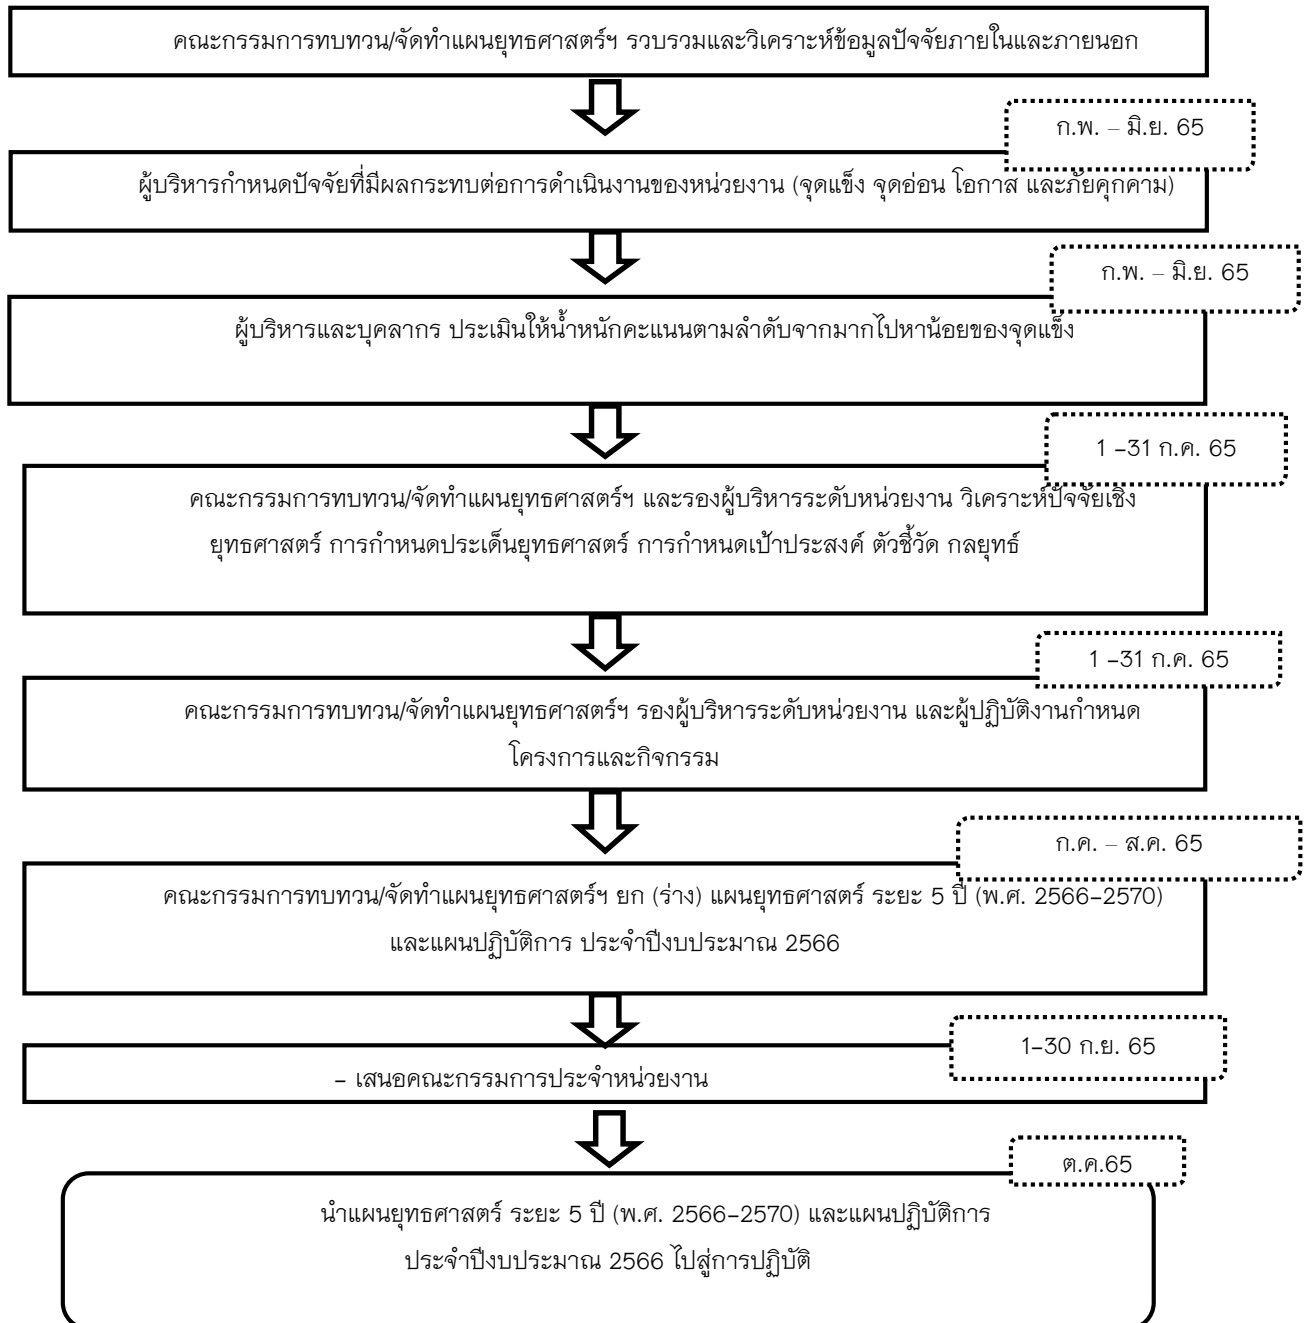 คณะกรรมการทบทวน/จัดทำแผนยุทธศาสตร์ฯ รวบรวมและวิเคราะห์ข้อมูลปัจจัยภายในและภายนอก
ก.พ. – มิ.ย. 65
ผู้บริหารกำหนดปัจจัยที่มีผลกระทบต่อการดำเนินงานของหน่วยงาน (จุดแข็ง จุดอ่อน โอกาส และภัยคุกคาม)
ก.พ. – มิ.ย. 65
ผู้บริหารและบุคลากร ประเมินให้น้ำหนักคะแนนตามลำดับจากมากไปหาน้อยของจุดแข็ง
1 –31 ก.ค. 65
คณะกรรมการทบทวน/จัดทำแผนยุทธศาสตร์ฯ และรองผู้บริหารระดับหน่วยงาน วิเคราะห์ปัจจัยเชิง
ยุทธศาสตร์ การกำหนดประเด็นยุทธศาสตร์ การกำหนดเป้าประสงค์ ตัวชี้วัด กลยุทธ์
1 –31 ก.ค. 65
คณะกรรมการทบทวน/จัดทำแผนยุทธศาสตร์ฯ รองผู้บริหารระดับหน่วยงาน และผู้ปฏิบัติงานกำหนด
โครงการและกิจกรรม
ก.ค. – ส.ค. 65
คณะกรรมการทบทวน/จัดทำแผนยุทธศาสตร์ฯ ยก (ร่าง) แผนยุทธศาสตร์ ระยะ 5 ปี (พ.ศ. 2566–2570)
และแผนปฏิบัติการ ประจำปีงบประมาณ 2566
1–30 ก.ย. 65
– เสนอคณะกรรมการประจำหน่วยงาน
ต.ค.65
นำแผนยุทธศาสตร์ ระยะ 5 ปี (พ.ศ. 2566–2570) และแผนปฏิบัติการ
ประจำปีงบประมาณ 2566 ไปสู่การปฏิบัติ